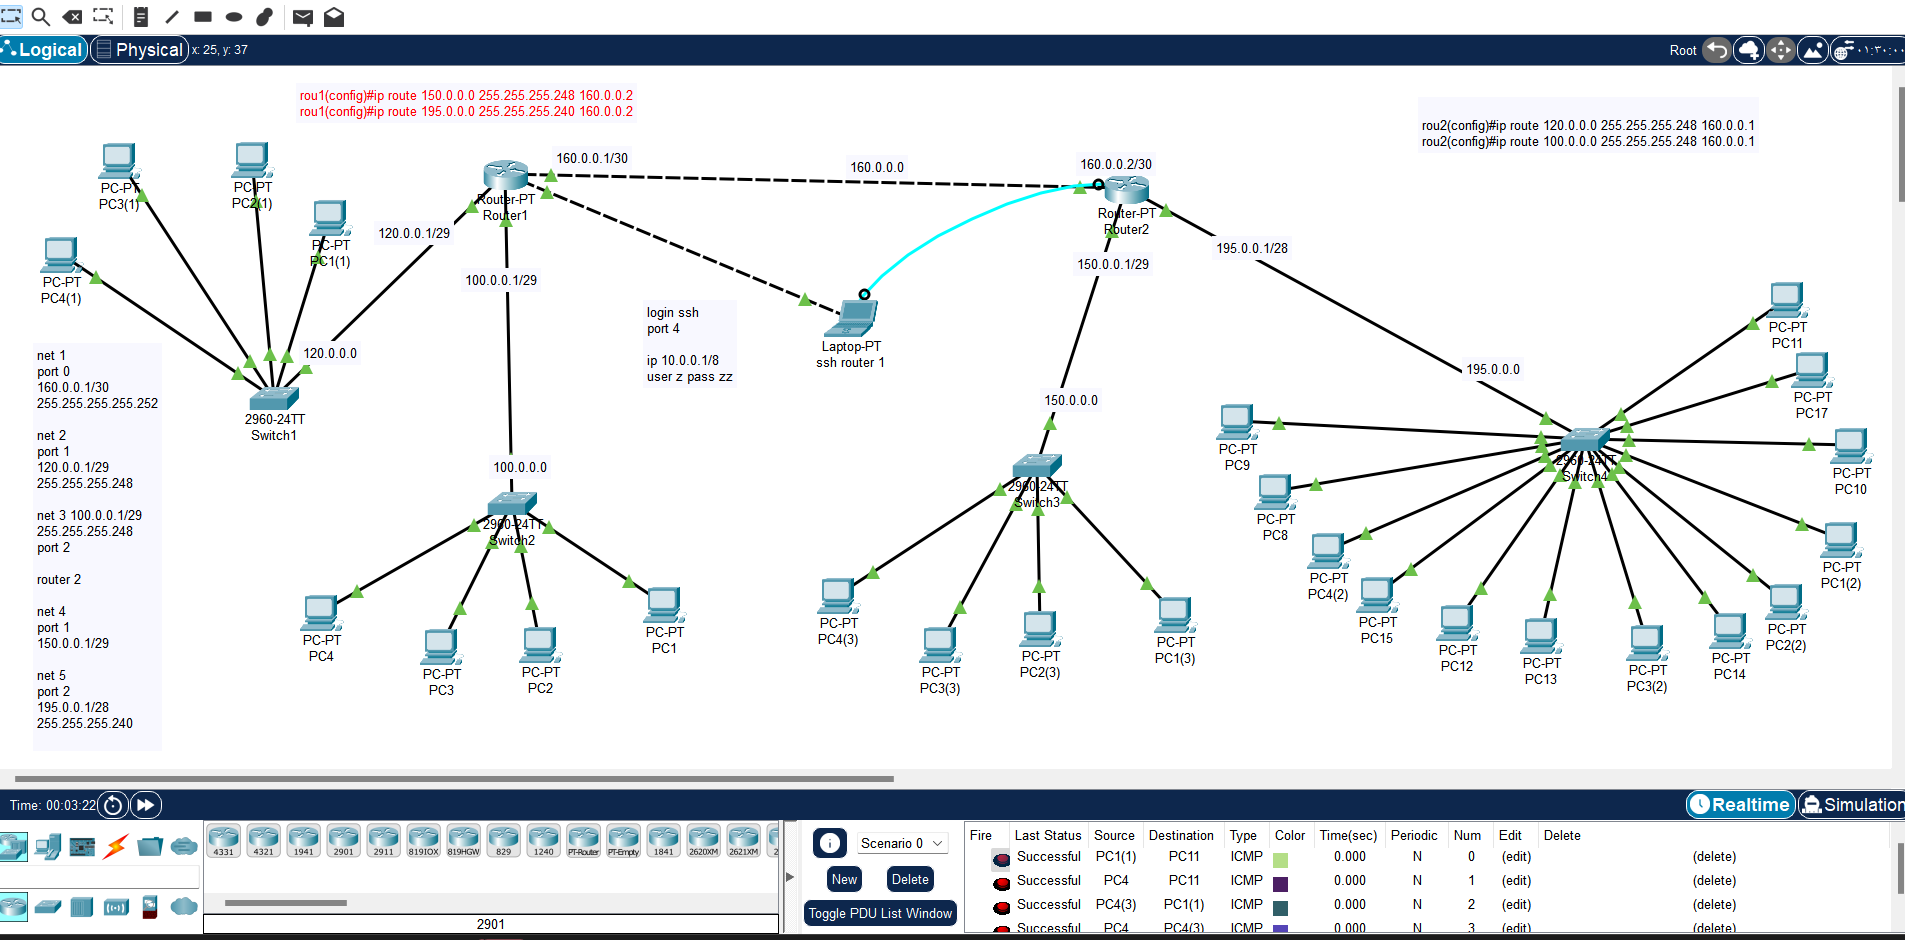 Logical
Physical
x: 25, y: 37
Root
rou1(config)#ip route 150.0.0.0 255.255.255.248 160.0.0.2
rou1(config)#ip route 195.0.0.0 255.255.255.240 160.0.0.2
rou2(config)#ip route 120.0.0.0 255.255.255.248 160.0.0.1
rou2(config)#ip route 100.0.0.0 255.255.255.248 160.0.0.1
PC-PT
PC3(1)
PC-PT
PC2(1)
PC-PT
PC1(1)
PC-PT
PC4(1)
Router-PT
Router1
160.0.0.1/30
160.0.0.0
160.0.0.2/30
Router-PT
Router2
120.0.0.1/29
100.0.0.1/29
150.0.0.1/29
195.0.0.1/28
login ssh
port 4
ip 10.0.0.1/8
user z pass zz
Laptop-PT
ssh router 1
120.0.0.0
2960-24TT
Switch1
net 1
port 0
160.0.0.1/30
255.255.255.255.252
net 2
port 1
120.0.0.1/29
255.255.255.248
net 3 100.0.0.1/29
255.255.255.248
port 2
router 2
net 4
port 1
150.0.0.1/29
net 5
port 2
195.0.0.1/28
255.255.255.240
100.0.0.0
2960-24TT
Switch2
PC-PT
PC4
PC-PT
PC3
PC-PT
PC2
PC-PT
PC1
150.0.0.0
2960-24TT
Switch3
PC-PT
PC4(3)
PC-PT
PC3(3)
PC-PT
PC2(3)
PC-PT
PC1(3)
195.0.0.0
2960-24TT
Switch4
PC-PT
PC11
PC-PT
PC17
PC-PT
PC10
PC-PT
PC1(2)
PC-PT
PC2(2)
PC-PT
PC14
PC-PT
PC3(2)
PC-PT
PC13
PC-PT
PC12
PC-PT
PC15
PC-PT
PC4(2)
PC-PT
PC8
PC-PT
PC9
Time: 00:03:22
Realtime
Simulation
4331
4321
1941
2901
2911
819IOX
819HGW
829
1240
PT-Router
PT-Empty
1841
2620XM
2621XM
2901
Scenario 0
New
Delete
Toggle PDU List Window
Fire Last Status Source Destination Type Color Time(sec) Periodic Num Edit Delete
Successful PC1(1) PC11 ICMP 0.000 N 0 (edit) (delete)
Successful PC4 PC11 ICMP 0.000 N 1 (edit) (delete)
Successful PC4(3) PC1(1) ICMP 0.000 N 2 (edit) (delete)
Successful PC4 PC4(3) ICMP 0.000 N 3 (edit) (delete)